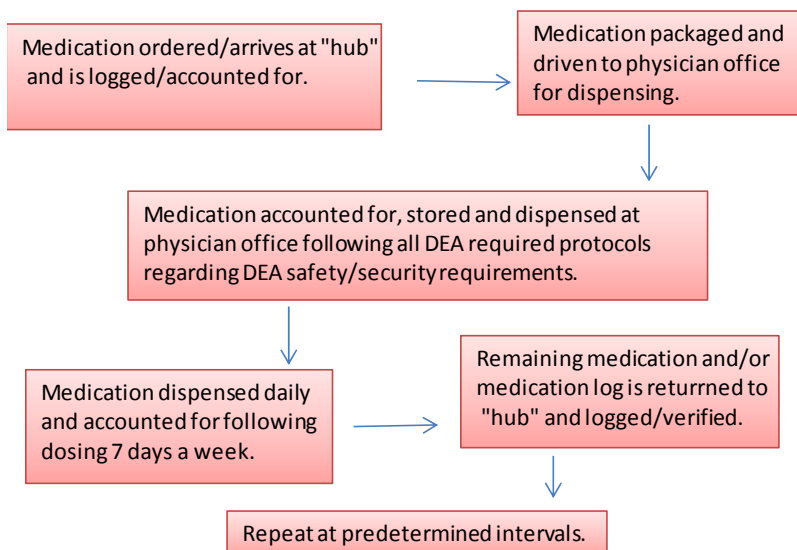 Medication ordered/arrives at "hub"
and is logged/accounted for.
Medication packaged and
driven to physician office
for dispensing.
Medication accounted for, stored and dispensed at
physician office following all DEA required protocols
regarding DEA safety/security requirements.
Medication dispensed daily
and accounted for following
dosing 7 days a week.
Remaining medication and/or
medication log is returrned to
"hub" and logged/verified.
Repeat at predetermined intervals.